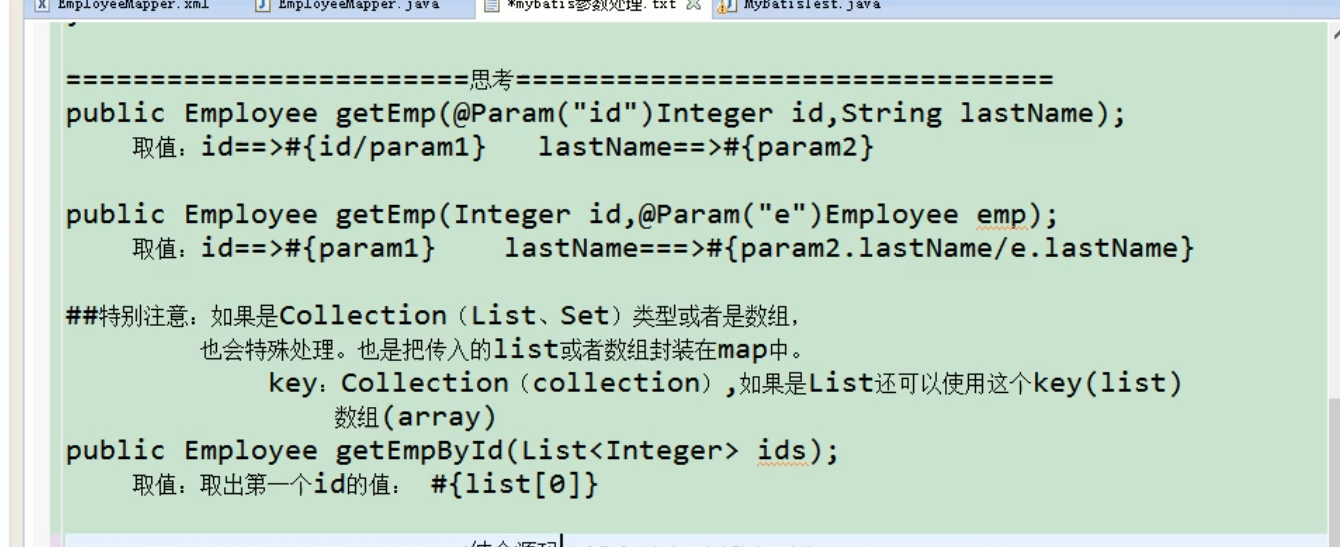 EmployeeMapper.xml EmployeeMapper.java *mybatis参数处理.txt MyBatisTest.java
========================思考================================
public Employee getEmp(@Param("id")Integer id,String lastName);
取值：id==>#{id/param1} lastName==>#{param2}
public Employee getEmp(Integer id,@Param("e")Employee emp);
取值：id==>#{param1} lastName===>#{param2.lastName/e.lastName}
##特别注意：如果是Collection（List、Set）类型或者是数组，
也会特殊处理。也是把传入的list或者数组封装在map中。
key：Collection（collection）,如果是List还可以使用这个key(list)
数组(array)
public Employee getEmpById(List<Integer> ids);
取值：取出第一个id的值： #{list[0]}